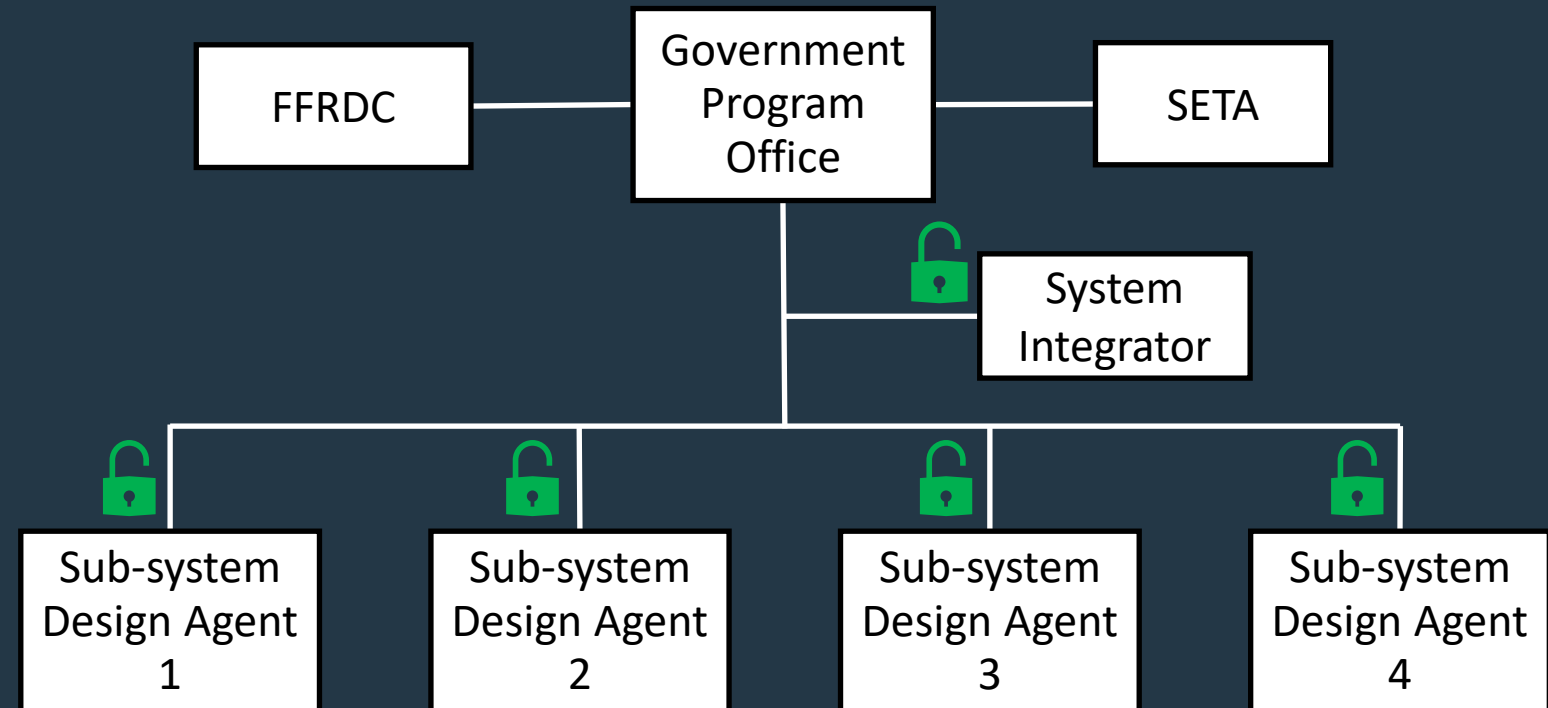 FFRDC
Government
Program
Office
SETA
System
Integrator
Sub-system
Design Agent
1
Sub-system
Design Agent
2
Sub-system
Design Agent
3
Sub-system
Design Agent
4